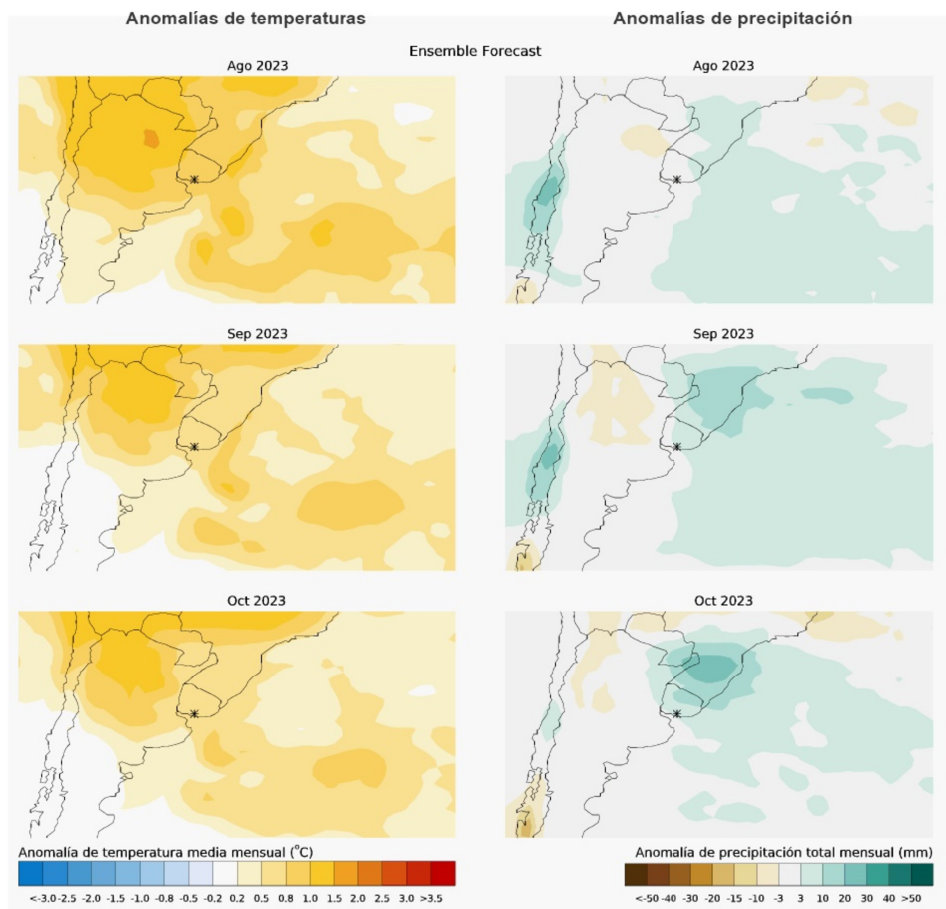 Anomalías de temperaturas
Anomalías de precipitación
Ensemble Forecast
Ago 2023
Ago 2023
Sep 2023
Sep 2023
Oct 2023
Oct 2023
Anomalía de temperatura media mensual (°C)
<-3.0 -2.5 -2.0 -1.5 -1.0 -0.8 -0.5 -0.2 0.2 0.5 0.8 1.0 1.5 2.0 2.5 3.0 >3.5
Anomalía de precipitación total mensual (mm)
<-50 -40 -30 -20 -15 -10 -3 3 10 20 30 40 >50